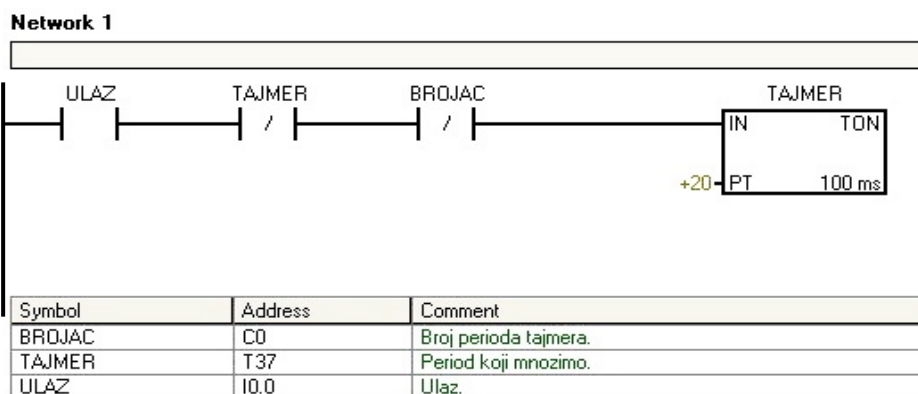 Network 1
ULAZ TAJMER BROJAC TAJMER
/ / IN TON
+20 PT 100 ms
Symbol Address Comment
BROJAC C0 Broj perioda tajmera.
TAJMER T37 Period koji mnozimo.
ULAZ I0.0 Ulaz.